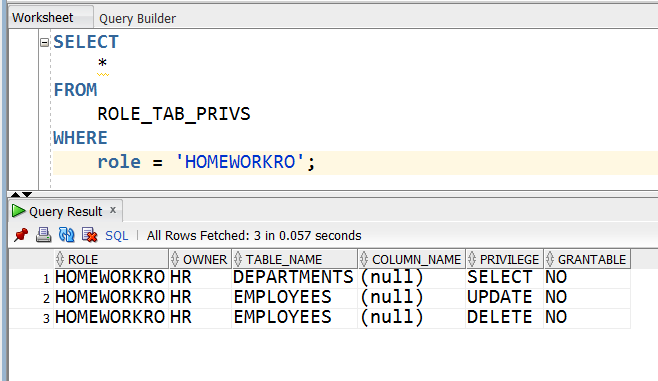 Worksheet Query Builder
SELECT
*
FROM
ROLE_TAB_PRIVS
WHERE
role = 'HOMEWORKRO';
Query Result x
SQL | All Rows Fetched: 3 in 0.057 seconds
ROLE OWNER TABLE_NAME COLUMN_NAME PRIVILEGE GRANTABLE
1 HOMEWORKRO HR DEPARTMENTS (null) SELECT NO
2 HOMEWORKRO HR EMPLOYEES (null) UPDATE NO
3 HOMEWORKRO HR EMPLOYEES (null) DELETE NO